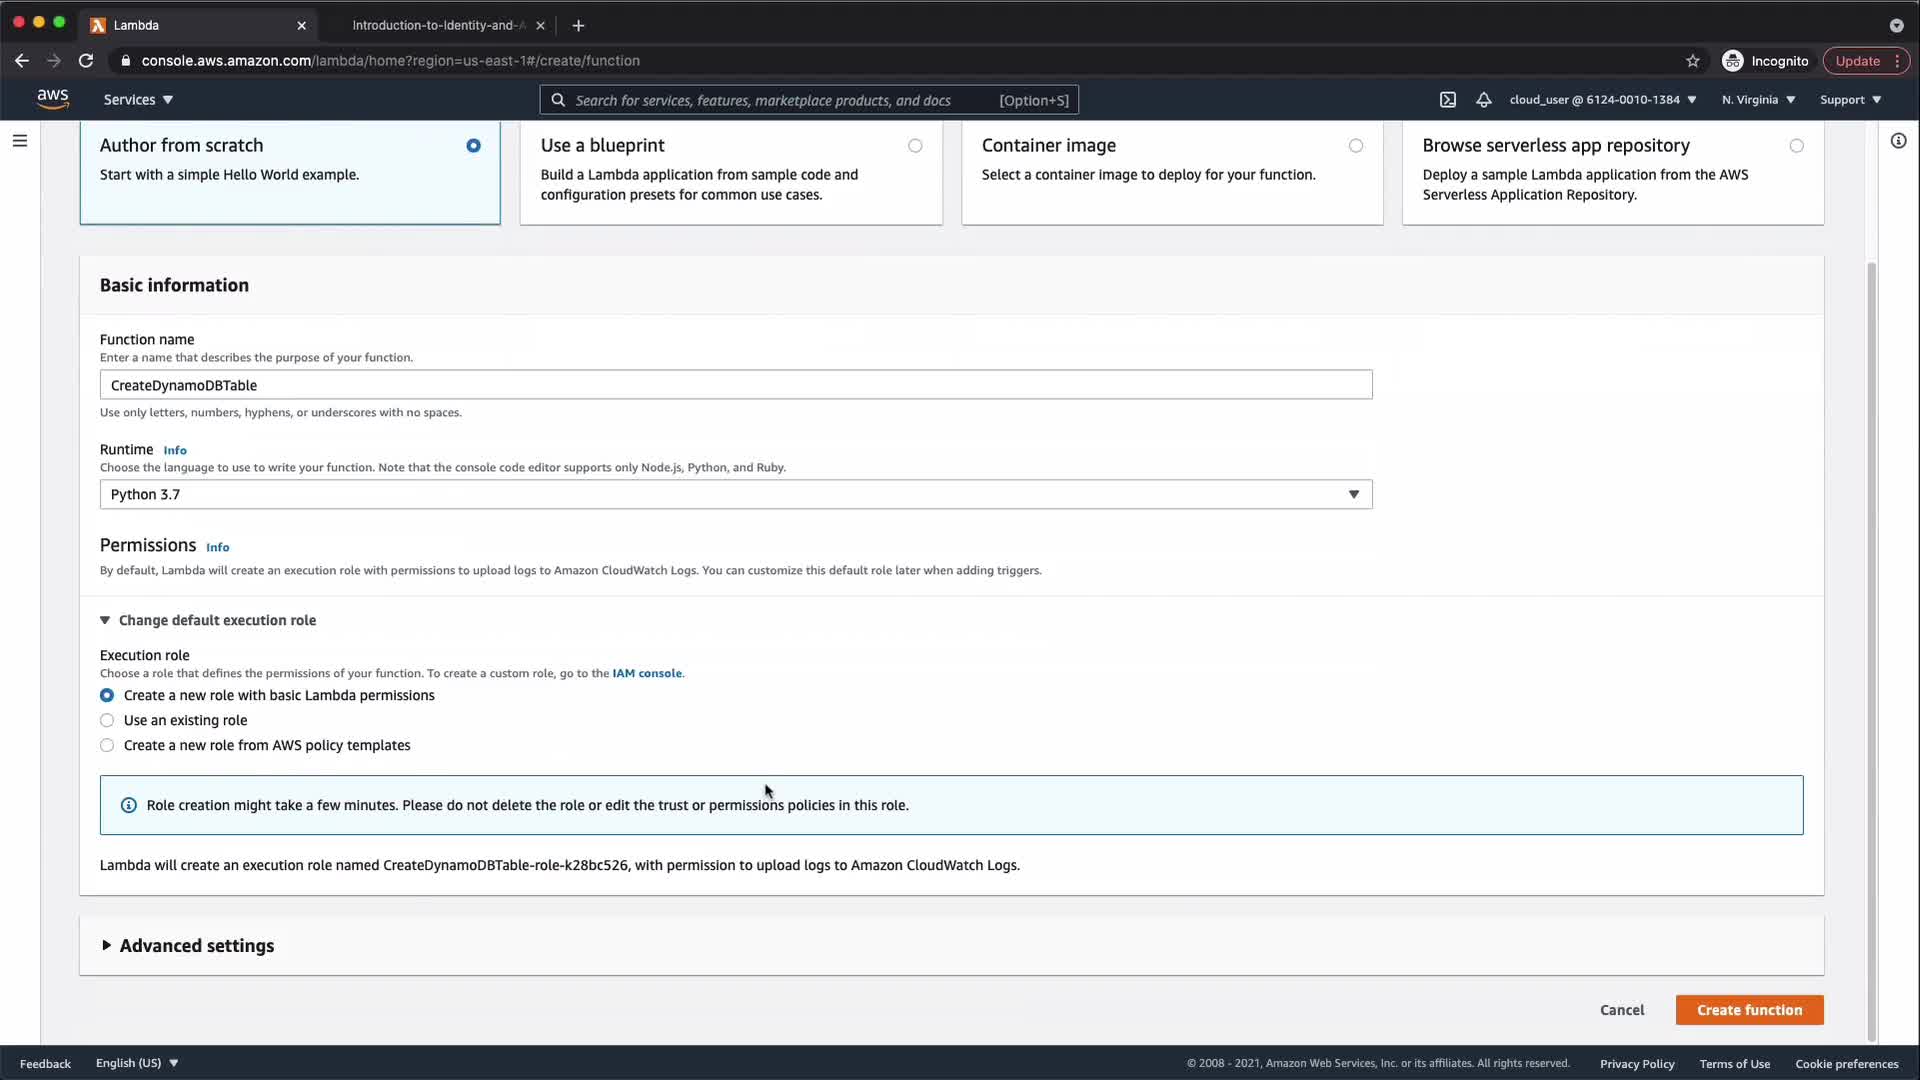 Lambda
Introduction-to-Identity-and-A
console.aws.amazon.com/lambda/home?region=us-east-1#/create/function
Incognito
Update
aws
Services
Search for services, features, marketplace products, and docs
[Option+S]
cloud_user @ 6124-0010-1384
N. Virginia
Support
Author from scratch
Start with a simple Hello World example.
Use a blueprint
Build a Lambda application from sample code and
configuration presets for common use cases.
Container image
Select a container image to deploy for your function.
Browse serverless app repository
Deploy a sample Lambda application from the AWS
Serverless Application Repository.
Basic information
Function name
Enter a name that describes the purpose of your function.
CreateDynamoDBTable
Use only letters, numbers, hyphens, or underscores with no spaces.
Runtime Info
Choose the language to use to write your function. Note that the console code editor supports only Node.js, Python, and Ruby.
Python 3.7
Permissions Info
By default, Lambda will create an execution role with permissions to upload logs to Amazon CloudWatch Logs. You can customize this default role later when adding triggers.
Change default execution role
Execution role
Choose a role that defines the permissions of your function. To create a custom role, go to the IAM console.
Create a new role with basic Lambda permissions
Use an existing role
Create a new role from AWS policy templates
Role creation might take a few minutes. Please do not delete the role or edit the trust or permissions policies in this role.
Lambda will create an execution role named CreateDynamoDBTable-role-k28bc526, with permission to upload logs to Amazon CloudWatch Logs.
Advanced settings
Cancel
Create function
Feedback
English (US)
© 2008 - 2021, Amazon Web Services, Inc. or its affiliates. All rights reserved.
Privacy Policy
Terms of Use
Cookie preferences